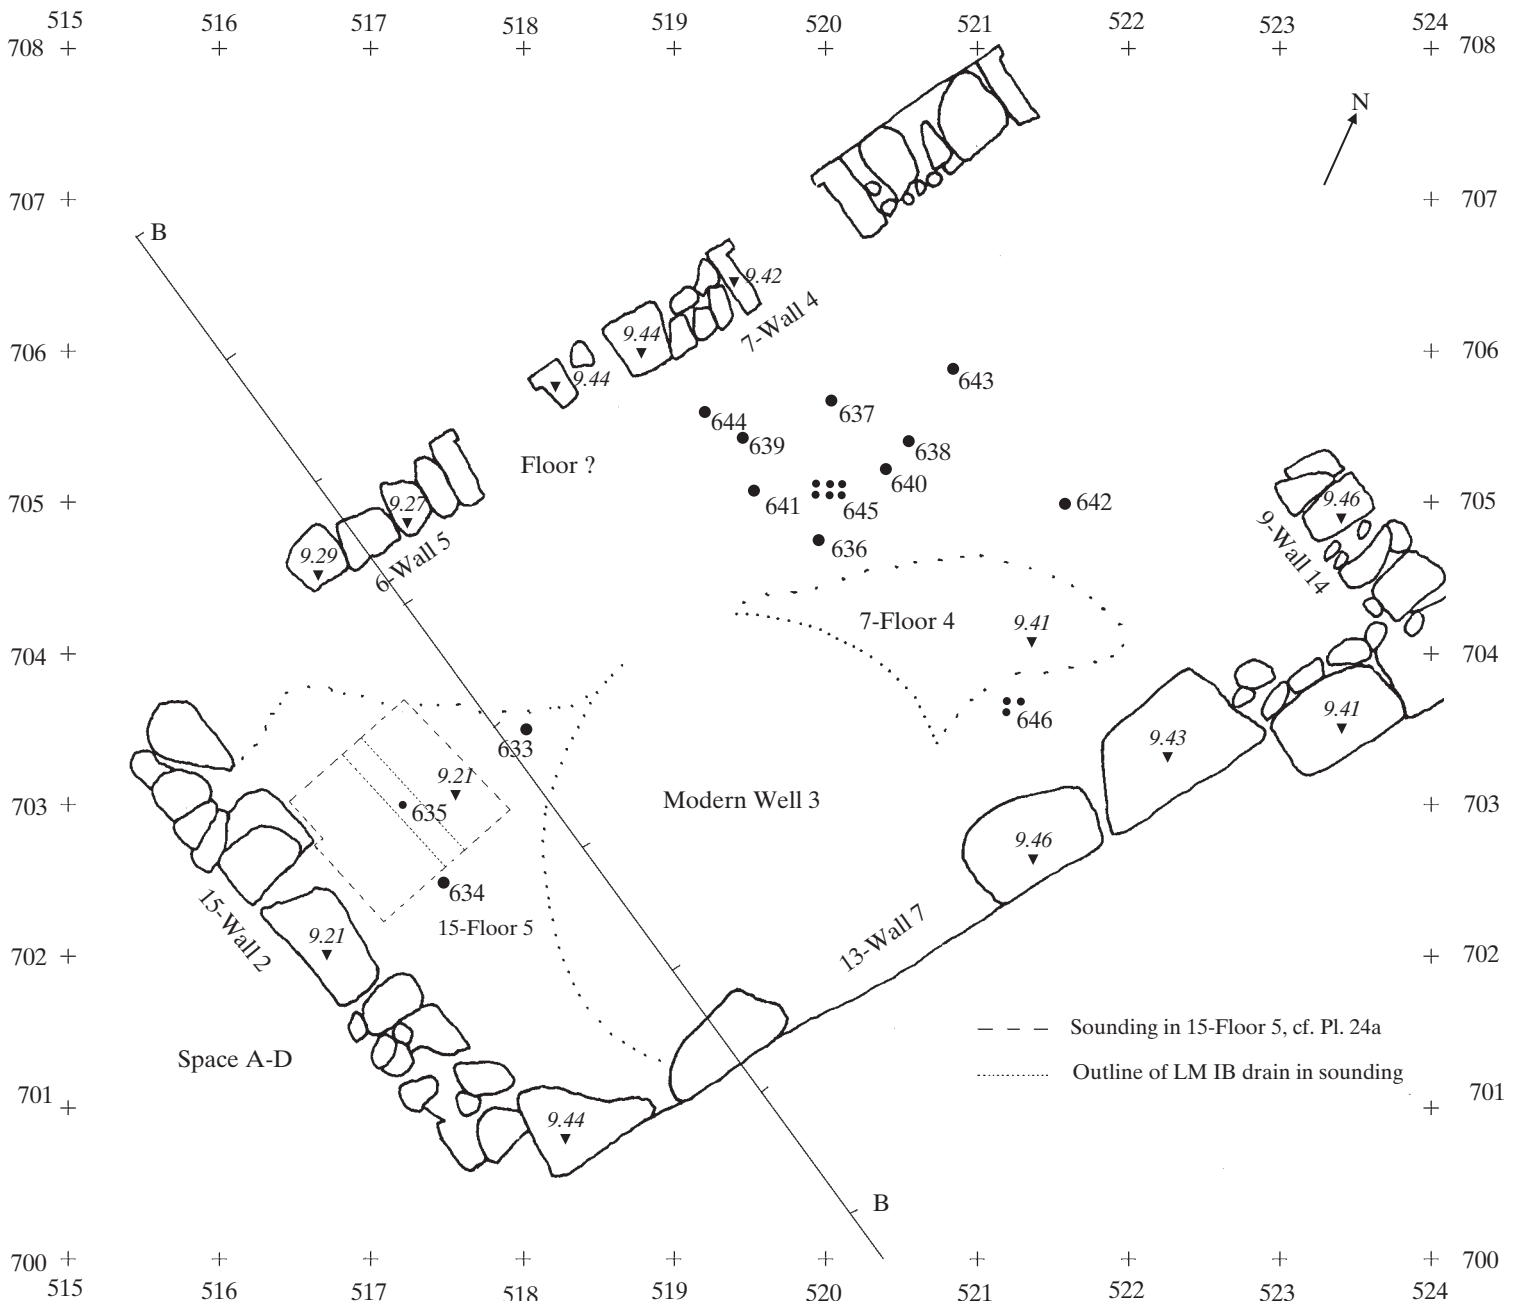 515 516 517 518 519 520 521 522 523 524
708 708
N
707 707
B
9.42
7-Wall 4
9.44
706 706
9.44
643
644 637
639 638
Floor ?
640
9.27 705 641 645 642 9.46 705
9-Wall 14
636
9.29
6-Wall 5
7-Floor 4 9.41
704 704
646 9.41
633 9.43
9.21
703 635 Modern Well 3 703
9.46
634
15-Wall 2 15-Floor 5
9.21 13-Wall 7
702 702
Sounding in 15-Floor 5, cf. Pl. 24a
Space A-D
Outline of LM IB drain in sounding
701 701
9.44
B
700 700
515 516 517 518 519 520 521 522 523 524